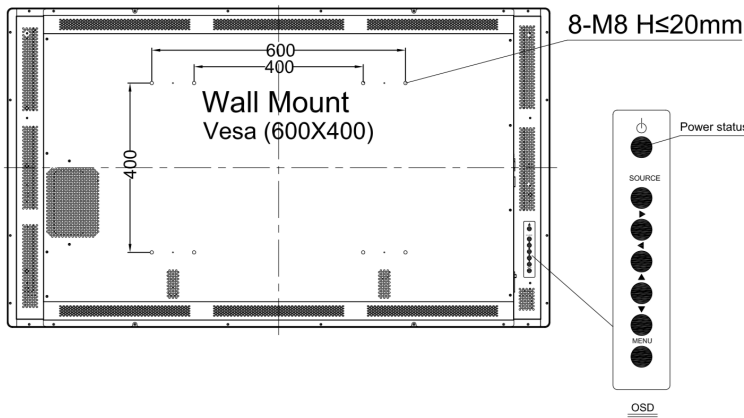 8-M8 H≤20mm
600
400
Wall Mount
Vesa (600X400)
400
Power status
SOURCE
MENU
OSD